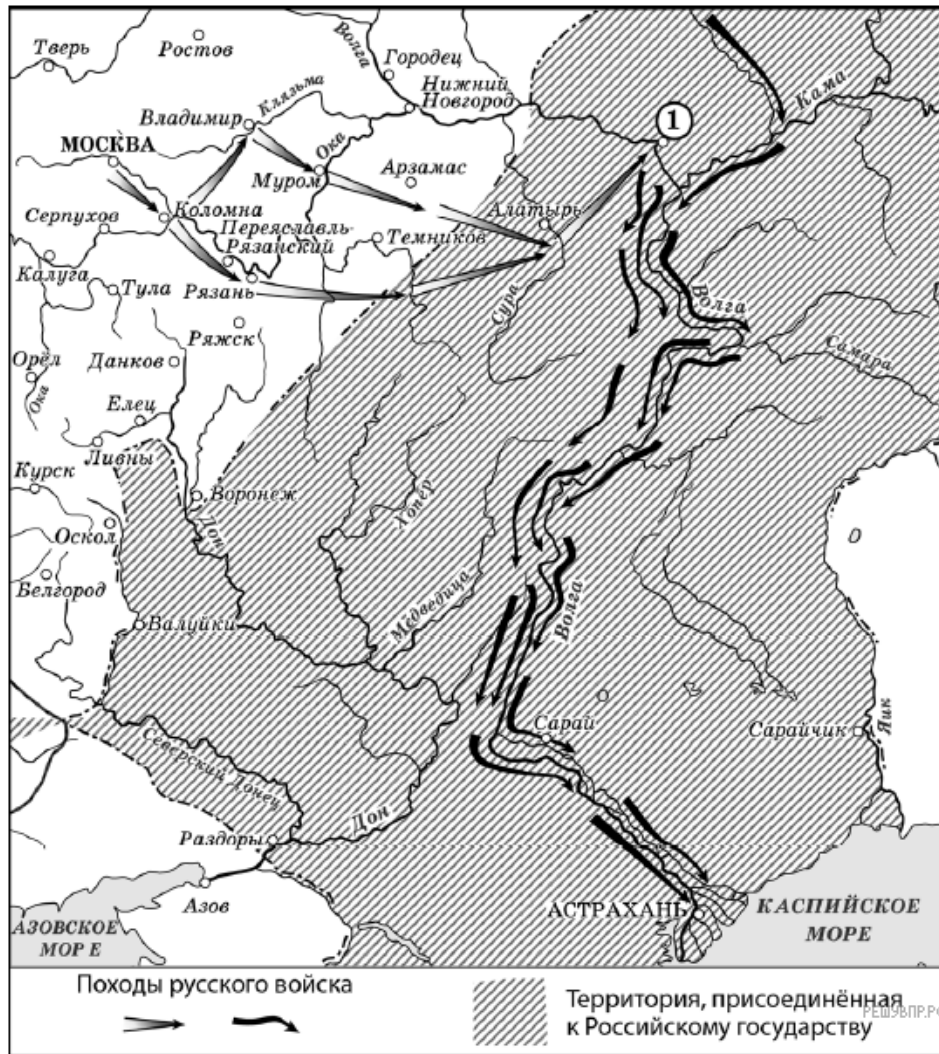 Тверь
Ростов
Волга
Городец
Нижний
Новгород
Кама
Владимир
Клязьма
1
МОСКВА
Ока
Муром
Арзамас
Серпухов
Коломна
Переяславль-
Рязанский
Алатырь
Темников
Калуга
Тула
Рязань
Сура
Волга
Ряжск
Самара
Орёл
Данков
Ока
Елец
Ливны
Курск
Воронеж
Хопёр
Оскол
Дон
Белгород
Медведица
Волга
Валуйки
Сарай
Сарайчик
Яик
Северский Донец
Дон
Раздоры
Азов
АСТРАХАНЬ
КАСПИЙСКОЕ
МОРЕ
АЗОВСКОЕ
МОРЕ
Походы русского войска
Территория, присоединённая
к Российскому государству
РЕШУВПР.РФ